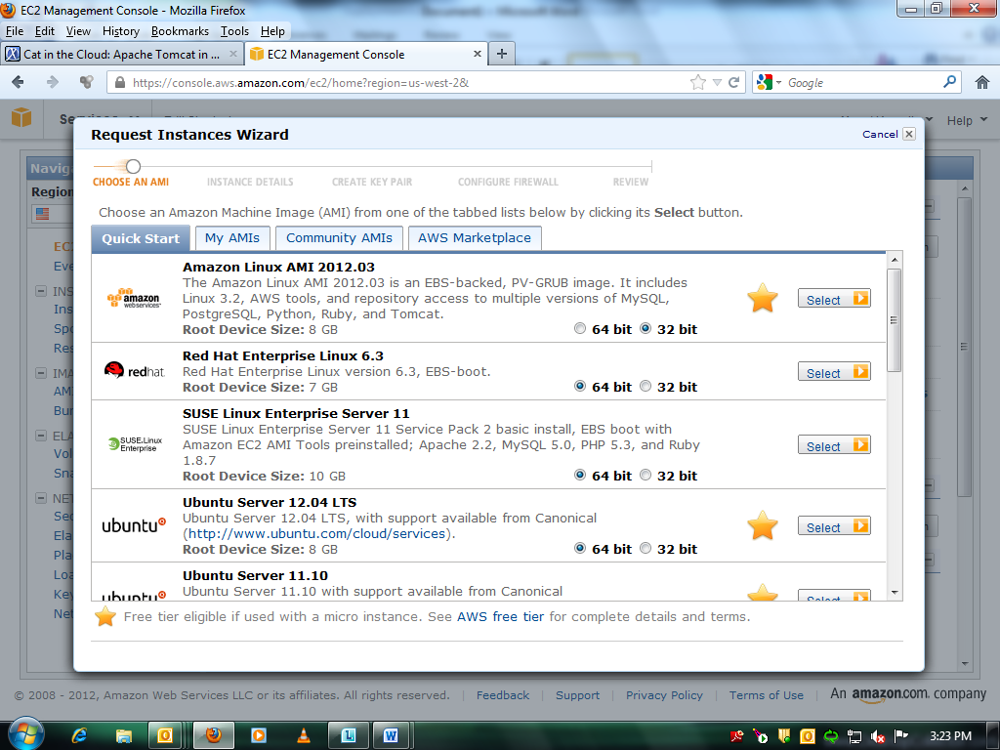 EC2 Management Console - Mozilla Firefox
File Edit View History Bookmarks Tools Help
Cat in the Cloud: Apache Tomcat in ... EC2 Management Console
https://console.aws.amazon.com/ec2/home?region=us-west-2& Google
Help
Request Instances Wizard Cancel
CHOOSE AN AMI INSTANCE DETAILS CREATE KEY PAIR CONFIGURE FIREWALL REVIEW
Choose an Amazon Machine Image (AMI) from one of the tabbed lists below by clicking its Select button.
Quick Start My AMIs Community AMIs AWS Marketplace
Amazon Linux AMI 2012.03
The Amazon Linux AMI 2012.03 is an EBS-backed, PV-GRUB image. It includes
Linux 3.2, AWS tools, and repository access to multiple versions of MySQL,
PostgreSQL, Python, Ruby, and Tomcat.
Root Device Size: 8 GB 64 bit 32 bit
amazon
webservices
Select
Red Hat Enterprise Linux 6.3
Red Hat Enterprise Linux version 6.3, EBS-boot.
Root Device Size: 7 GB 64 bit 32 bit
redhat.
Select
SUSE Linux Enterprise Server 11
SUSE Linux Enterprise Server 11 Service Pack 2 basic install, EBS boot with
Amazon EC2 AMI Tools preinstalled; Apache 2.2, MySQL 5.0, PHP 5.3, and Ruby
1.8.7
Root Device Size: 10 GB 64 bit 32 bit
SUSE.Linux
Enterprise
Select
Ubuntu Server 12.04 LTS
Ubuntu Server 12.04 LTS, with support available from Canonical
(http://www.ubuntu.com/cloud/services).
Root Device Size: 8 GB 64 bit 32 bit
ubuntu
Select
Ubuntu Server 11.10
Ubuntu Server 11.10 with support available from Canonical
ubuntu
Select
Free tier eligible if used with a micro instance. See AWS free tier for complete details and terms.
Region
© 2008 - 2012, Amazon Web Services LLC or its affiliates. All rights reserved. Feedback Support Privacy Policy Terms of Use An amazon.com. company
3:23 PM